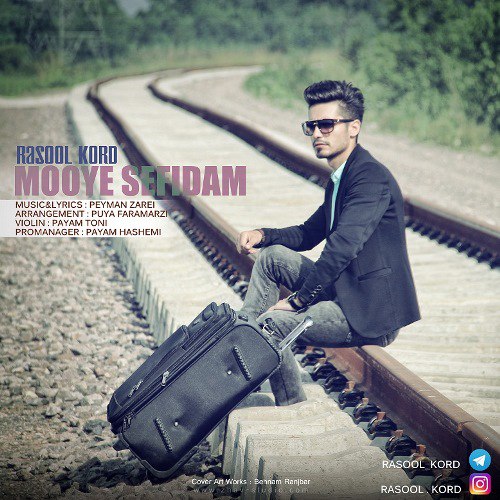 RASOOL KORD
MOOYE SEFIDAM
MUSIC&LYRICS : PEYMAN ZAREI
ARRANGEMENT : PUYA FARAMARZI
VIOLIN : PAYAM TONI
PROMANAGER : PAYAM HASHEMI
RASOOL_KORD
RASOOL_KORD
Cover Art Works : Behnam Ranjber